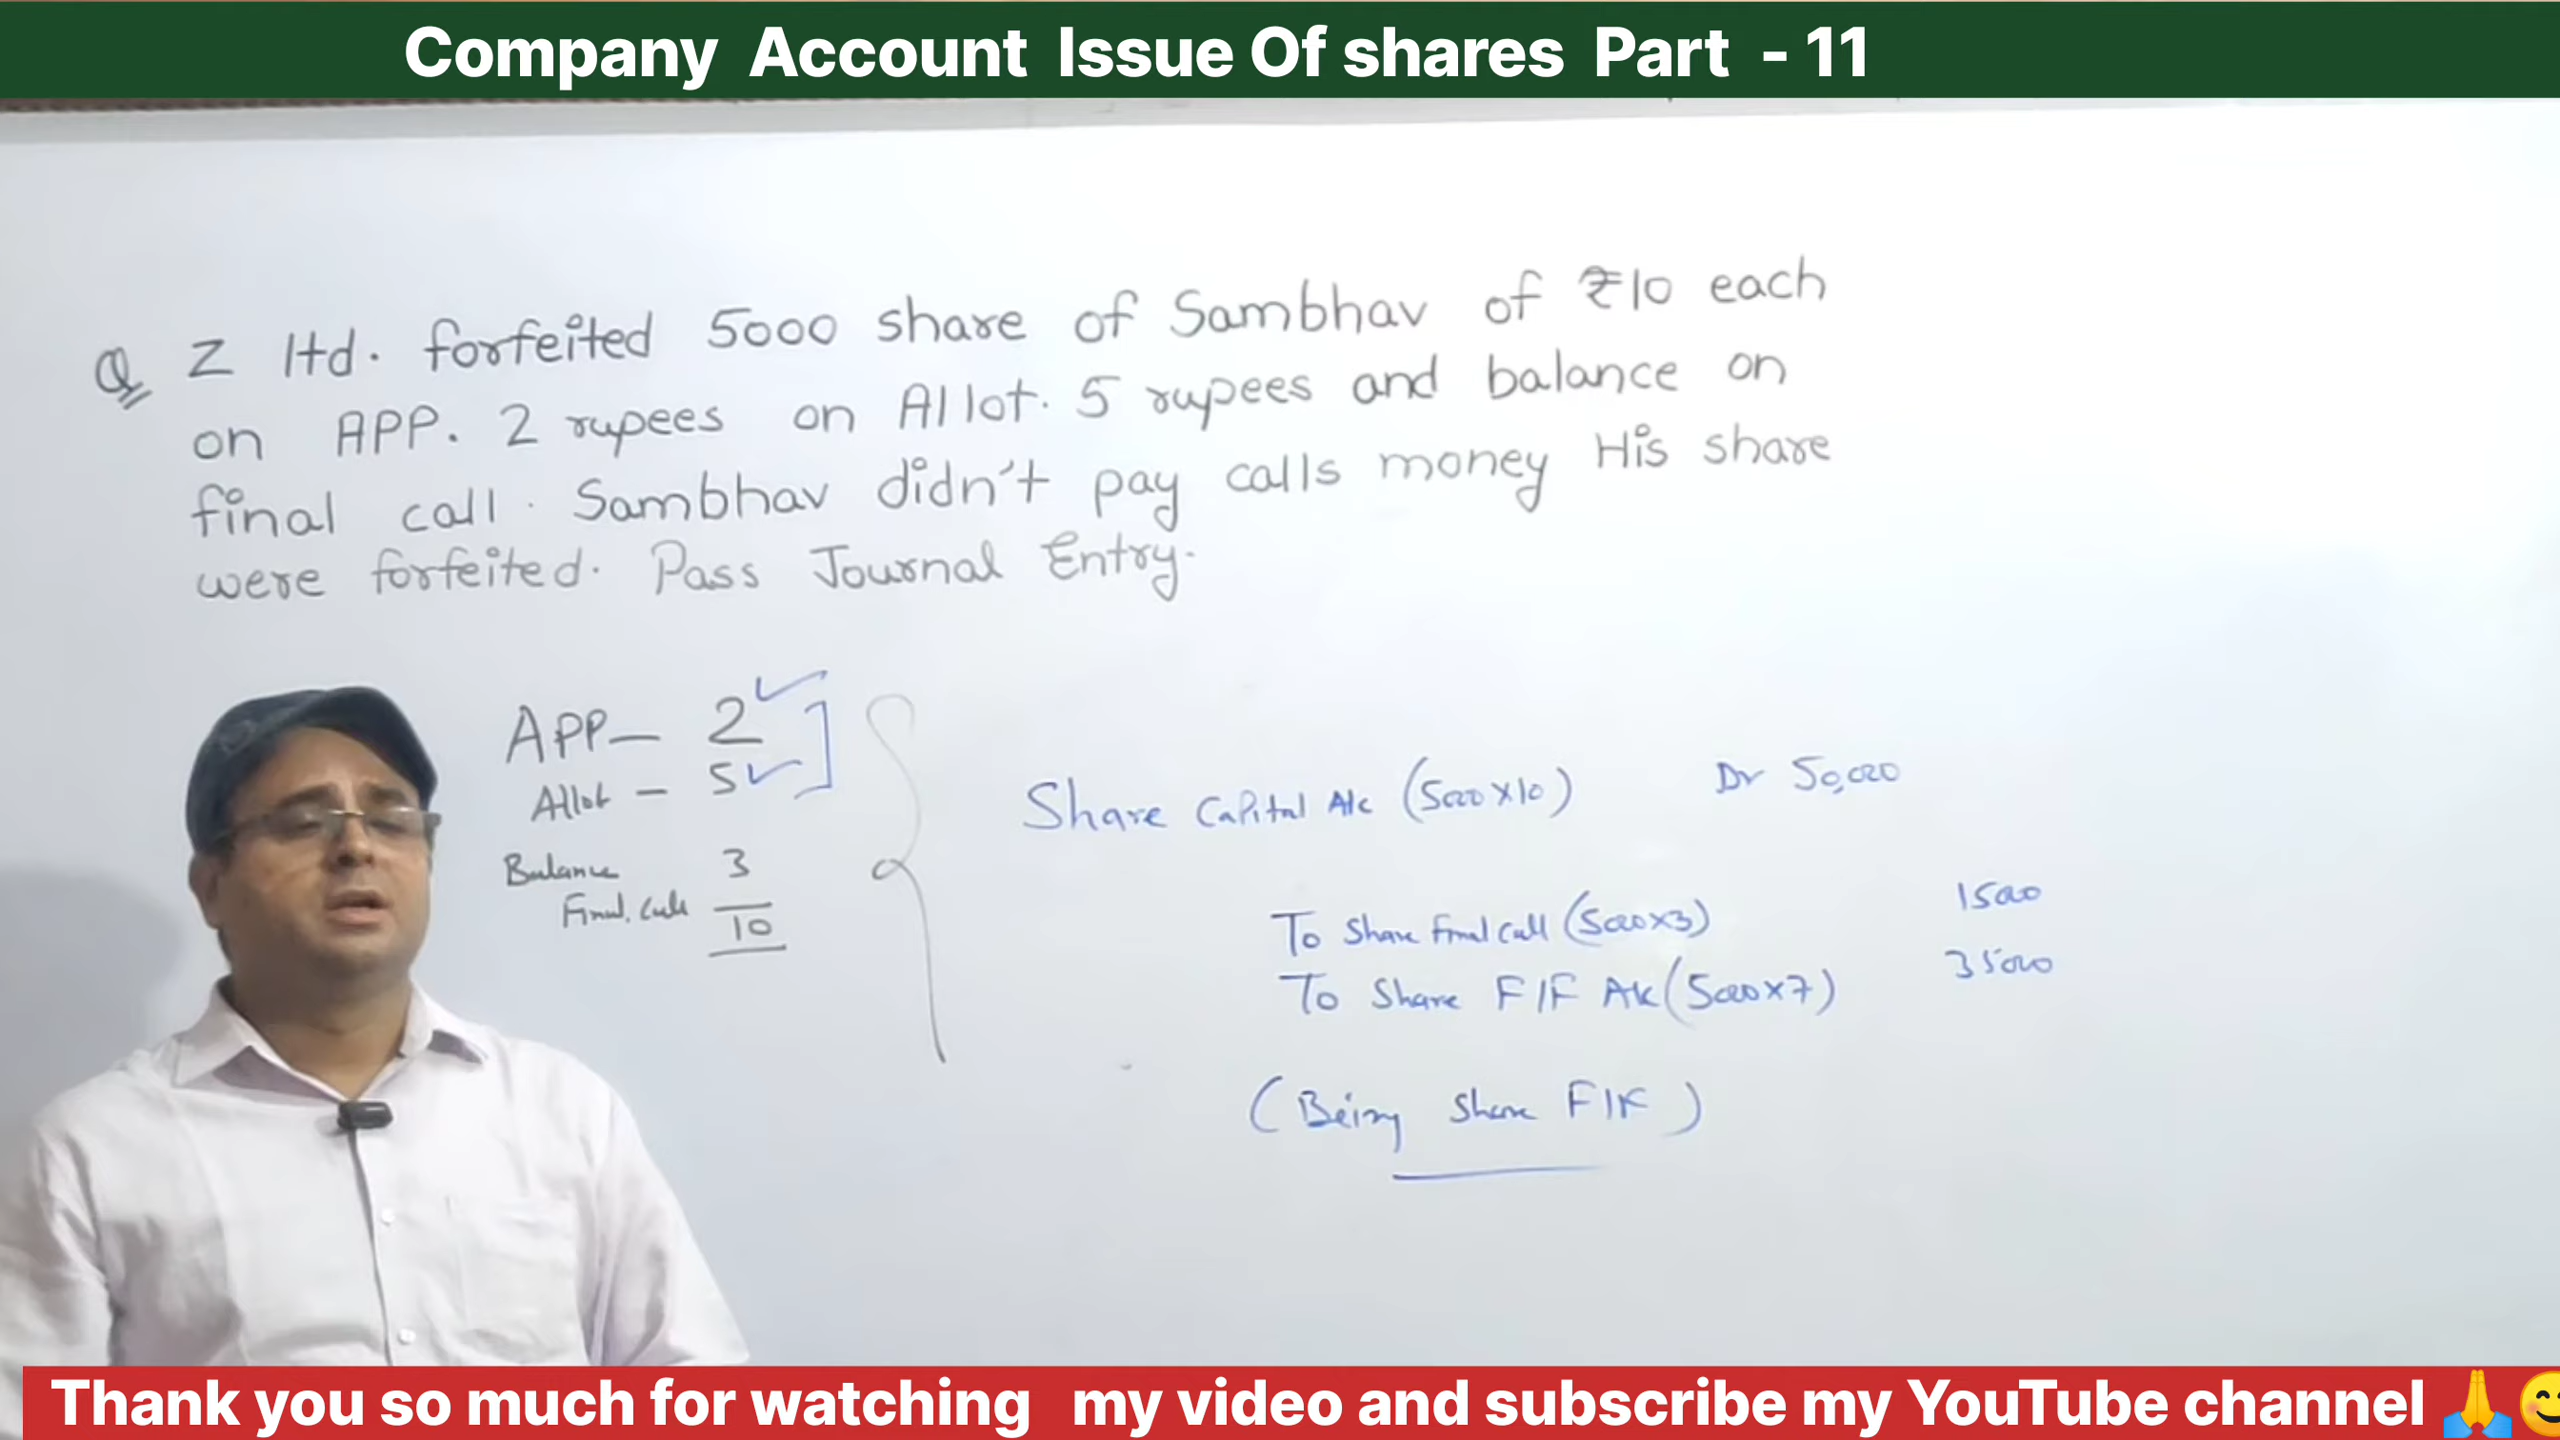 Company Account Issue Of shares Part - 11
Q Z ltd. forfeited 5000 share of Sambhav of ₹10 each
on APP. 2 rupees on Allot. 5 rupees and balance on
final call. Sambhav didn't pay calls money His share
were forfeited. Pass Journal Entry.
APP — 2
Allot — 5
Balance 3
Final. Call
10
Share Capital A/c (5000 x 10) Dr 50,000
To Share Final Call (5000x3) 15000
To Share F/F A/c (5000x7) 35000
(Being Share F/F)
Thank you so much for watching my video and subscribe my YouTube channel 🙏😊